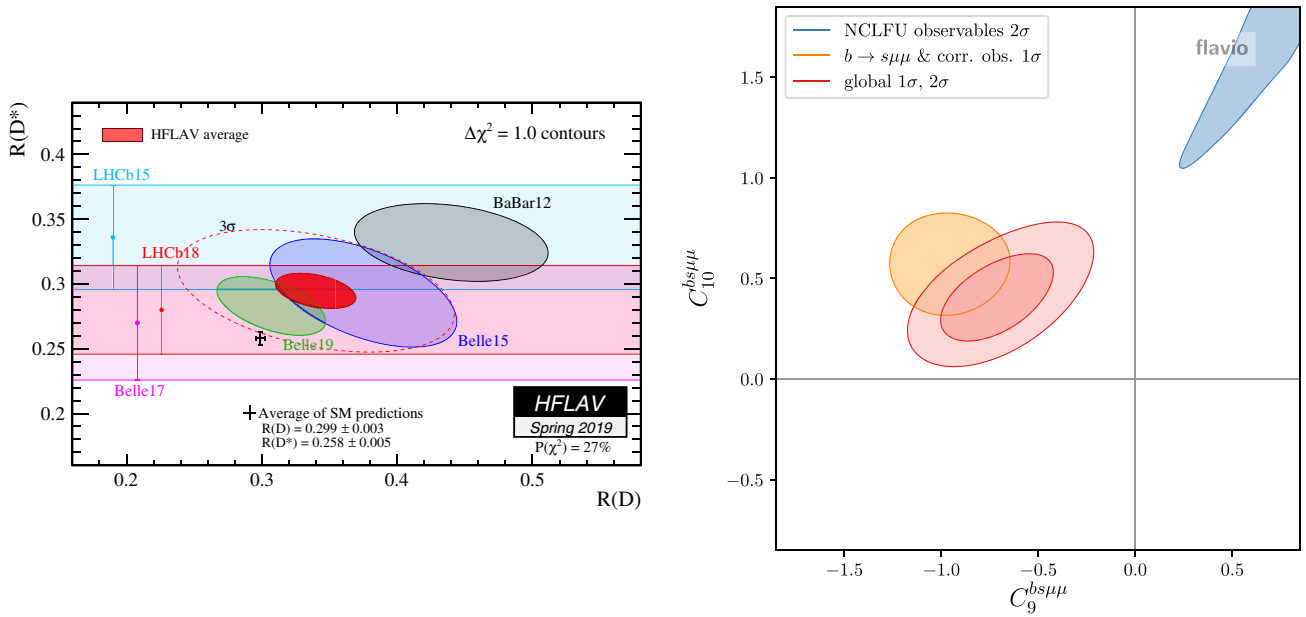 R(D*)
0.4
0.35
0.3
0.25
0.2
HFLAV average
Δχ² = 1.0 contours
LHCb15
BaBar12
3σ
LHCb18
Belle19
Belle15
Belle17
Average of SM predictions
R(D) = 0.299 ± 0.003
R(D*) = 0.258 ± 0.005
HFLAV
Spring 2019
P(χ²) = 27%
0.2 0.3 0.4 0.5
R(D)
NCLFU observables 2σ
b → sμμ & corr. obs. 1σ
global 1σ, 2σ
flavio
1.5
1.0
0.5
0.0
−0.5
C₁₀^{bsμμ}
−1.5 −1.0 −0.5 0.0 0.5
C₉^{bsμμ}